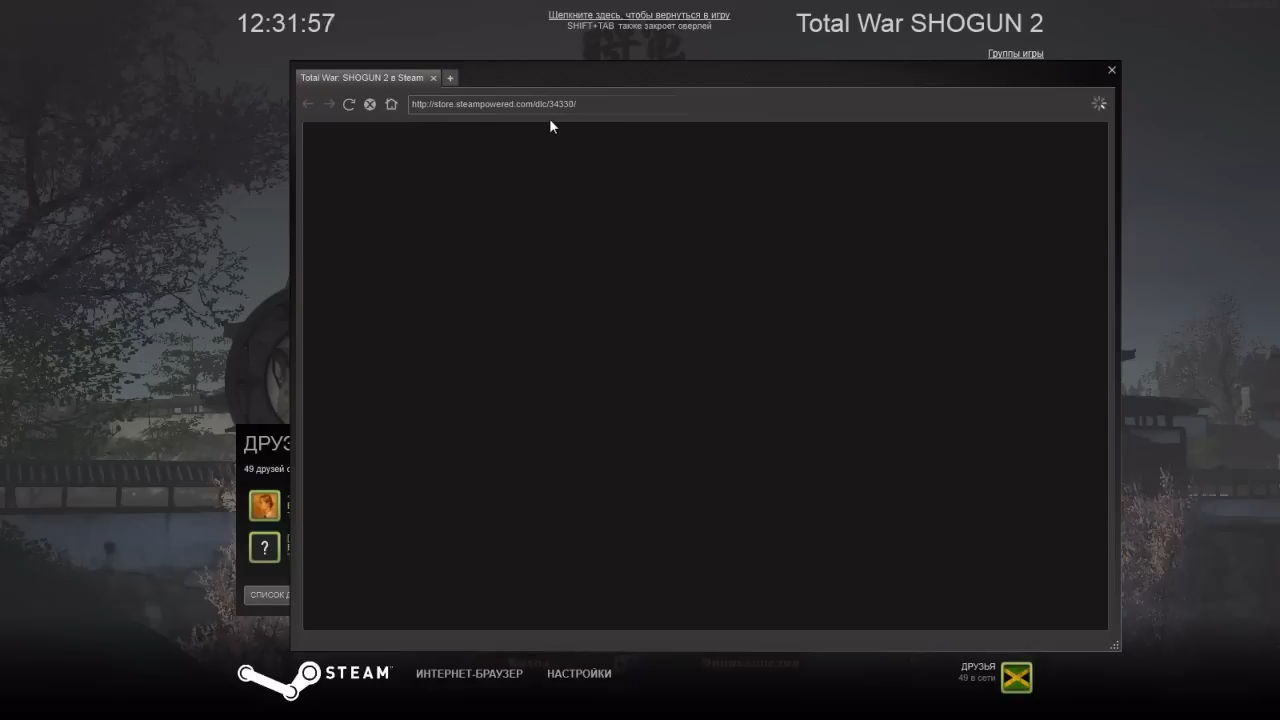 12:31:57
Щелкните здесь, чтобы вернуться в игру
SHIFT+TAB также закроет оверлей
Total War SHOGUN 2
Группы игры
Total War: SHOGUN 2 в Steam
http://store.steampowered.com/dlc/34330/
ДРУЗ
49 друзей с
?
СПИСОК Д
STEAM
ИНТЕРНЕТ-БРАУЗЕР
НАСТРОЙКИ
ДРУЗЬЯ
49 в сети